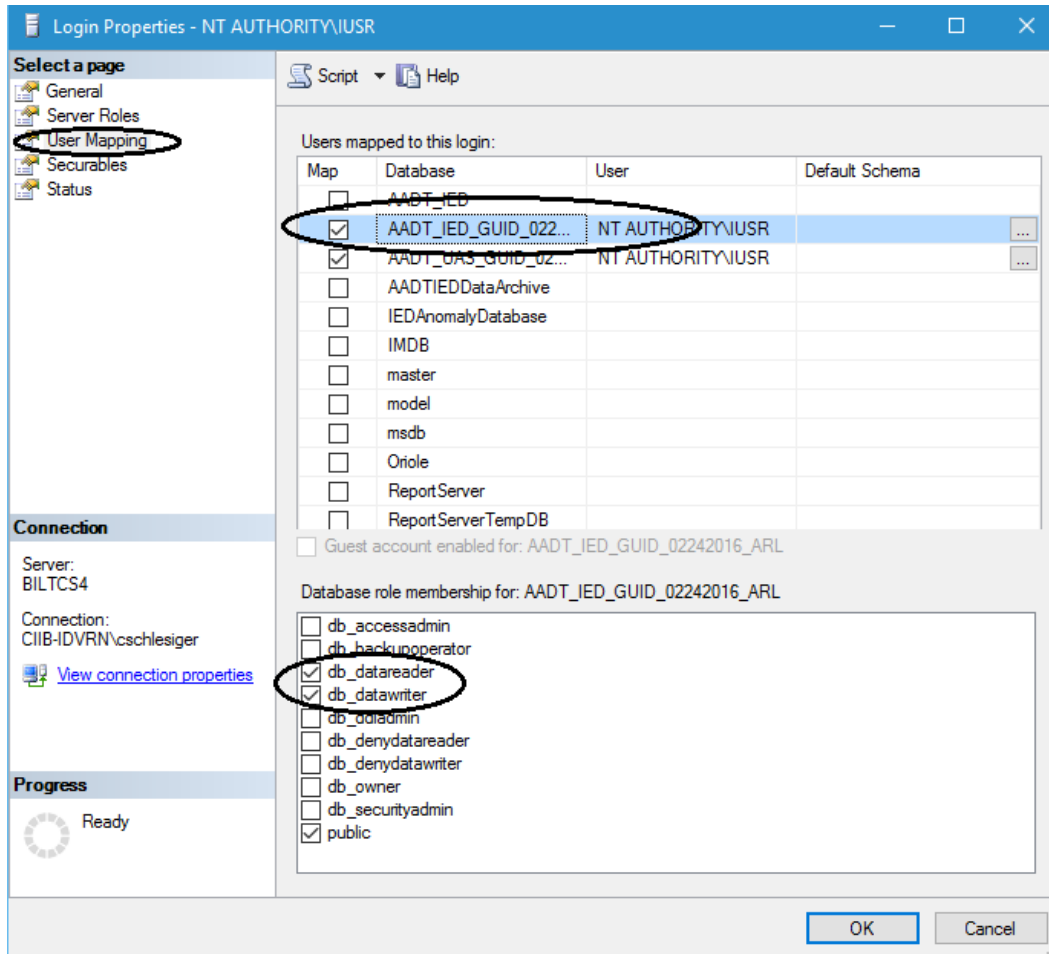 Login Properties - NT AUTHORITY\IUSR
Select a page
General
Server Roles
User Mapping
Securables
Status
Script
Help
Users mapped to this login:
Map Database User Default Schema
AADT_IED
AADT_IED_GUID_022... NT AUTHORITY\IUSR ...
AADT_UAS_GUID_02... NT AUTHORITY\IUSR ...
AADTIEDDataArchive
IEDAnomalyDatabase
IMDB
master
model
msdb
Oriole
ReportServer
ReportServerTempDB
Guest account enabled for: AADT_IED_GUID_02242016_ARL
Database role membership for: AADT_IED_GUID_02242016_ARL
db_accessadmin
db_backupoperator
db_datareader
db_datawriter
db_ddladmin
db_denydatareader
db_denydatawriter
db_owner
db_securityadmin
public
Connection
Server:
BILTCS4
Connection:
CIIB-IDVRN\cschlesiger
View connection properties
Progress
Ready
OK
Cancel